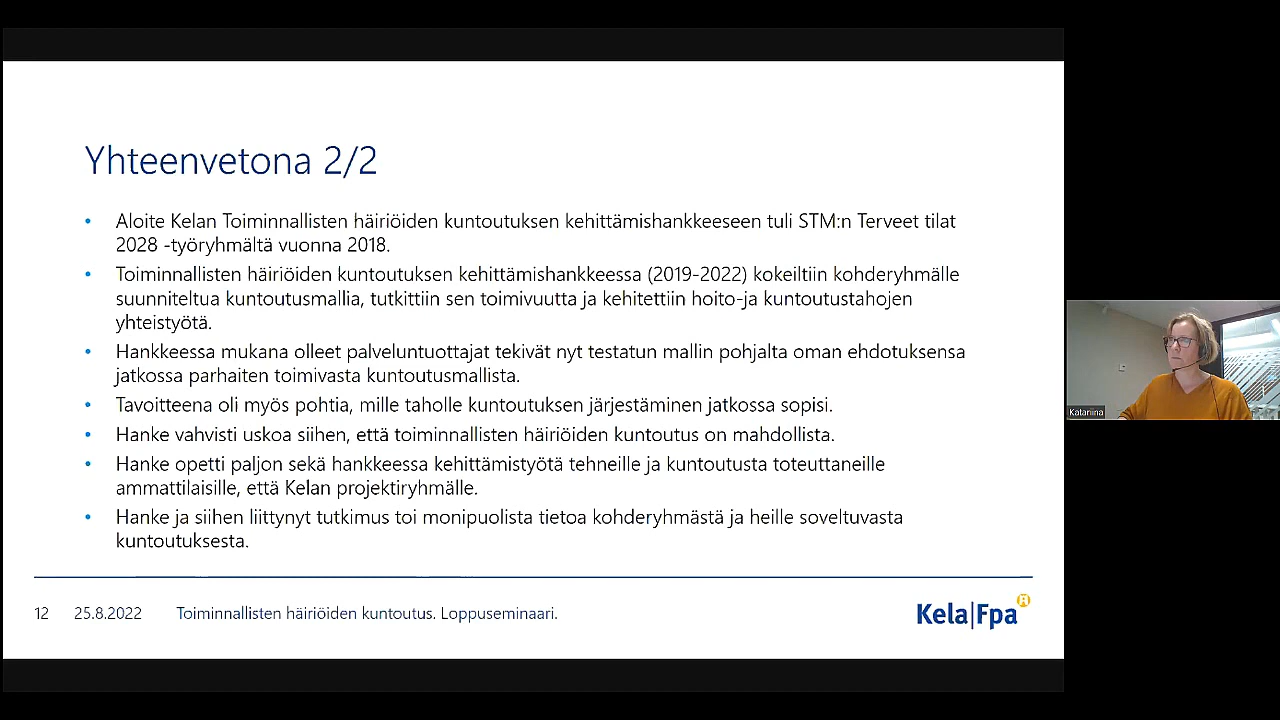 Yhteenvetona 2/2
• Aloite Kelan Toiminnallisten häiriöiden kuntoutuksen kehittämishankkeeseen tuli STM:n Terveet tilat
2028 -työryhmältä vuonna 2018.
• Toiminnallisten häiriöiden kuntoutuksen kehittämishankkeessa (2019-2022) kokeiltiin kohderyhmälle
suunniteltua kuntoutusmallia, tutkittiin sen toimivuutta ja kehitettiin hoito-ja kuntoutustahojen
yhteistyötä.
• Hankkeessa mukana olleet palveluntuottajat tekivät nyt testatun mallin pohjalta oman ehdotuksensa
jatkossa parhaiten toimivasta kuntoutusmallista.
• Tavoitteena oli myös pohtia, mille taholle kuntoutuksen järjestäminen jatkossa sopisi.
• Hanke vahvisti uskoa siihen, että toiminnallisten häiriöiden kuntoutus on mahdollista.
• Hanke opetti paljon sekä hankkeessa kehittämistyötä tehneille ja kuntoutusta toteuttaneille
ammattilaisille, että Kelan projektiryhmälle.
• Hanke ja siihen liittynyt tutkimus toi monipuolista tietoa kohderyhmästä ja heille soveltuvasta
kuntoutuksesta.
12 25.8.2022 Toiminnallisten häiriöiden kuntoutus. Loppuseminaari.
Kela|Fpa
Katariina